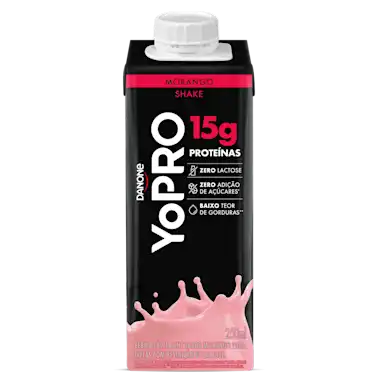 MORANGO
SHAKE
DANONE
YoPRO
15g
PROTEÍNAS
ZERO LACTOSE
ZERO ADIÇÃO
DE AÇÚCARES*
BAIXO TEOR
DE GORDURAS**